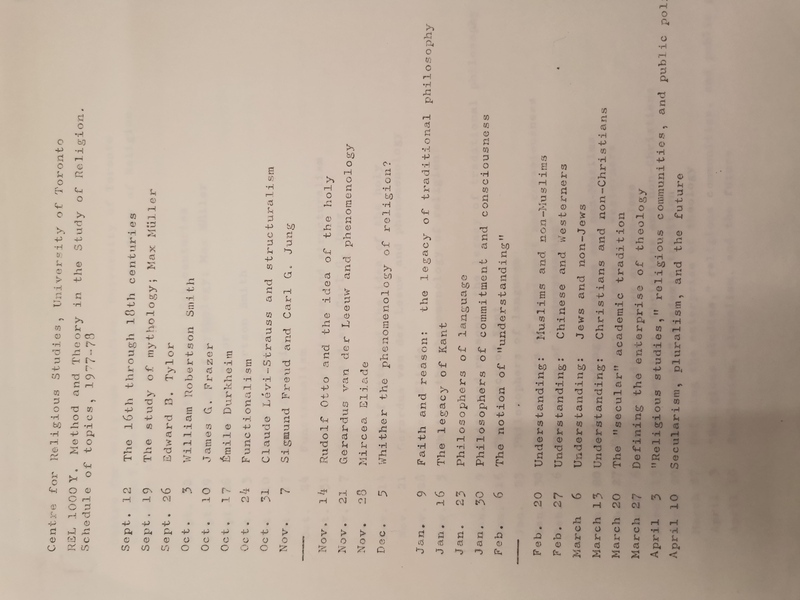 Centre for Religious Studies, University of Toronto
REL 1000Y. Method and Theory in the Study of Religion.
Schedule of topics, 1977-78
Sept. 12 The 16th through 18th centuries
Sept. 19 The study of mythology; Max Müller
Sept. 26 Edward B. Tylor
Oct. 3 William Robertson Smith
Oct. 10 James G. Frazer
Oct. 17 Émile Durkheim
Oct. 24 Functionalism
Oct. 31 Claude Lévi-Strauss and structuralism
Nov. 7 Sigmund Freud and Carl G. Jung
Nov. 14 Rudolf Otto and the idea of the holy
Nov. 21 Gerardus van der Leeuw and phenomenology
Nov. 28 Mircea Eliade
Dec. 5 Whither the phenomenology of religion?
Jan. 9 Faith and reason: the legacy of traditional philosophy
Jan. 16 The legacy of Kant
Jan. 23 Philosophers of language
Jan. 30 Philosophers of commitment and consciousness
Feb. 6 The notion of "understanding"
Feb. 20 Understanding: Muslims and non-Muslims
Feb. 27 Understanding: Chinese and Westerners
March 6 Understanding: Jews and non-Jews
March 13 Understanding: Christians and non-Christians
March 20 The "secular" academic tradition
March 27 Defining the enterprise of theology
April 3 "Religious studies," religious communities, and public
April 10 Secularism, pluralism, and the future